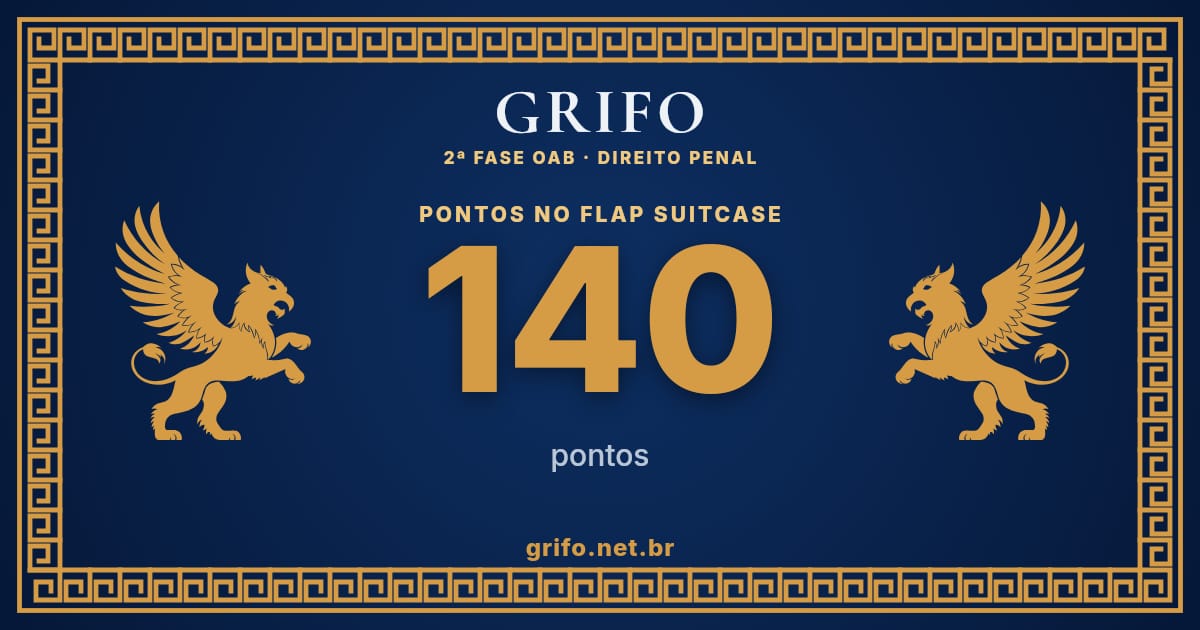 GRIFO
2ª FASE OAB · DIREITO PENAL
PONTOS NO FLAP SUITCASE
140
pontos
grifo.net.br